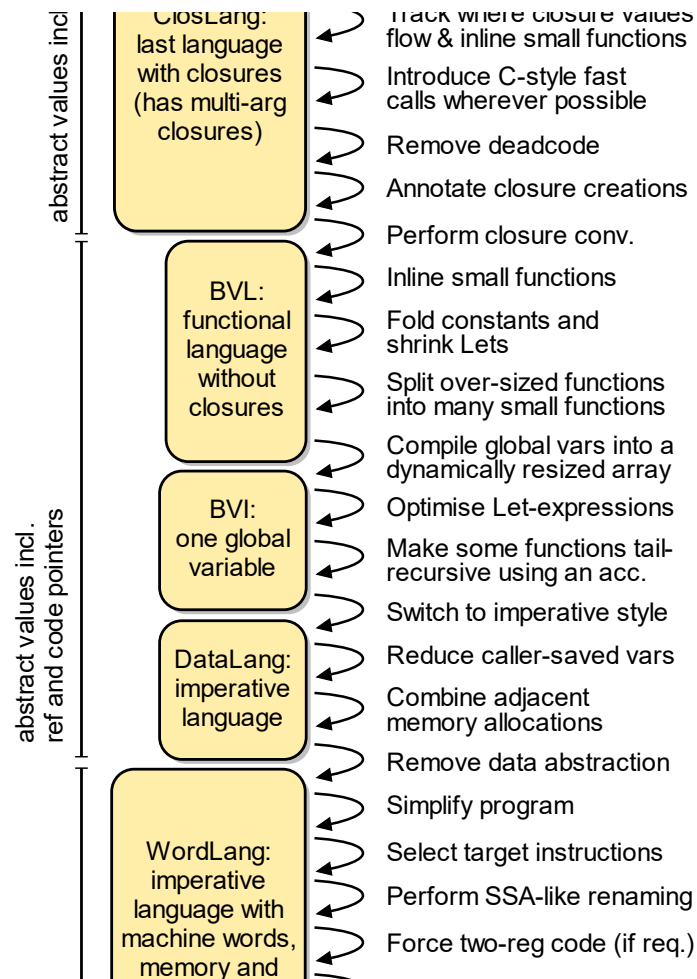 abstract values incl
ClosLang:
last language
with closures
(has multi-arg
closures)
Track where closure values
flow & inline small functions
Introduce C-style fast
calls wherever possible
Remove deadcode
Annotate closure creations
Perform closure conv.
abstract values incl.
ref and code pointers
BVL:
functional
language
without
closures
Inline small functions
Fold constants and
shrink Lets
Split over-sized functions
into many small functions
Compile global vars into a
dynamically resized array
BVI:
one global
variable
Optimise Let-expressions
Make some functions tail-
recursive using an acc.
Switch to imperative style
DataLang:
imperative
language
Reduce caller-saved vars
Combine adjacent
memory allocations
Remove data abstraction
WordLang:
imperative
language with
machine words,
memory and
Simplify program
Select target instructions
Perform SSA-like renaming
Force two-reg code (if req.)